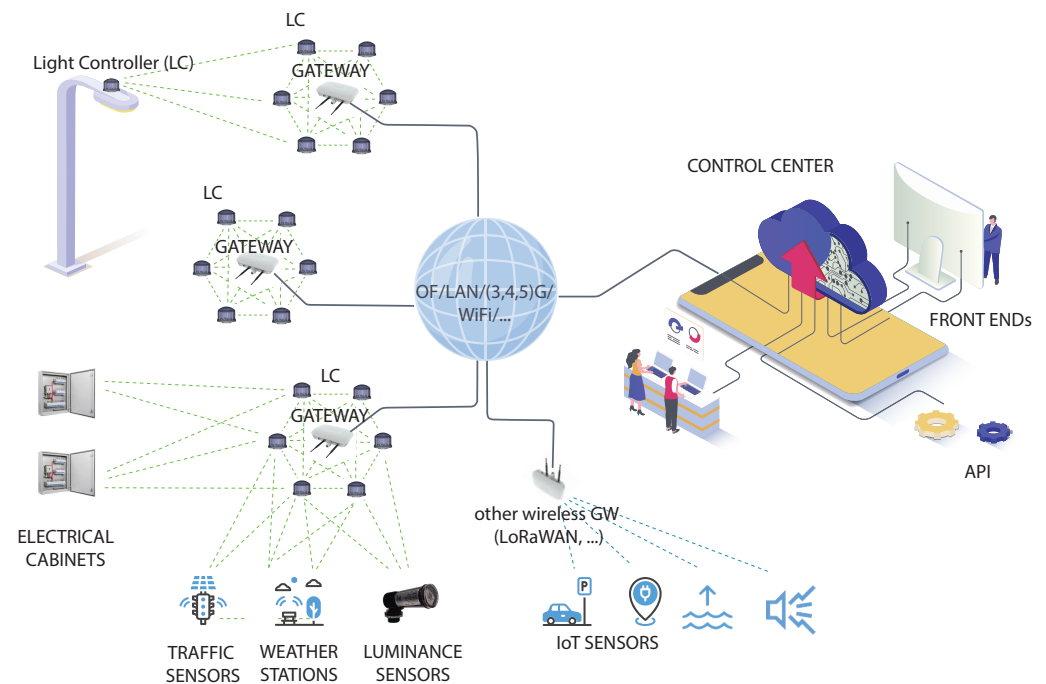 LC
Light Controller (LC)
GATEWAY
CONTROL CENTER
LC
GATEWAY
OF/LAN/(3,4,5)G/
WiFi/...
FRONT ENDs
LC
GATEWAY
API
other wireless GW
(LoRaWAN, ...)
ELECTRICAL
CABINETS
P
IoT SENSORS
TRAFFIC
SENSORS
WEATHER
STATIONS
LUMINANCE
SENSORS